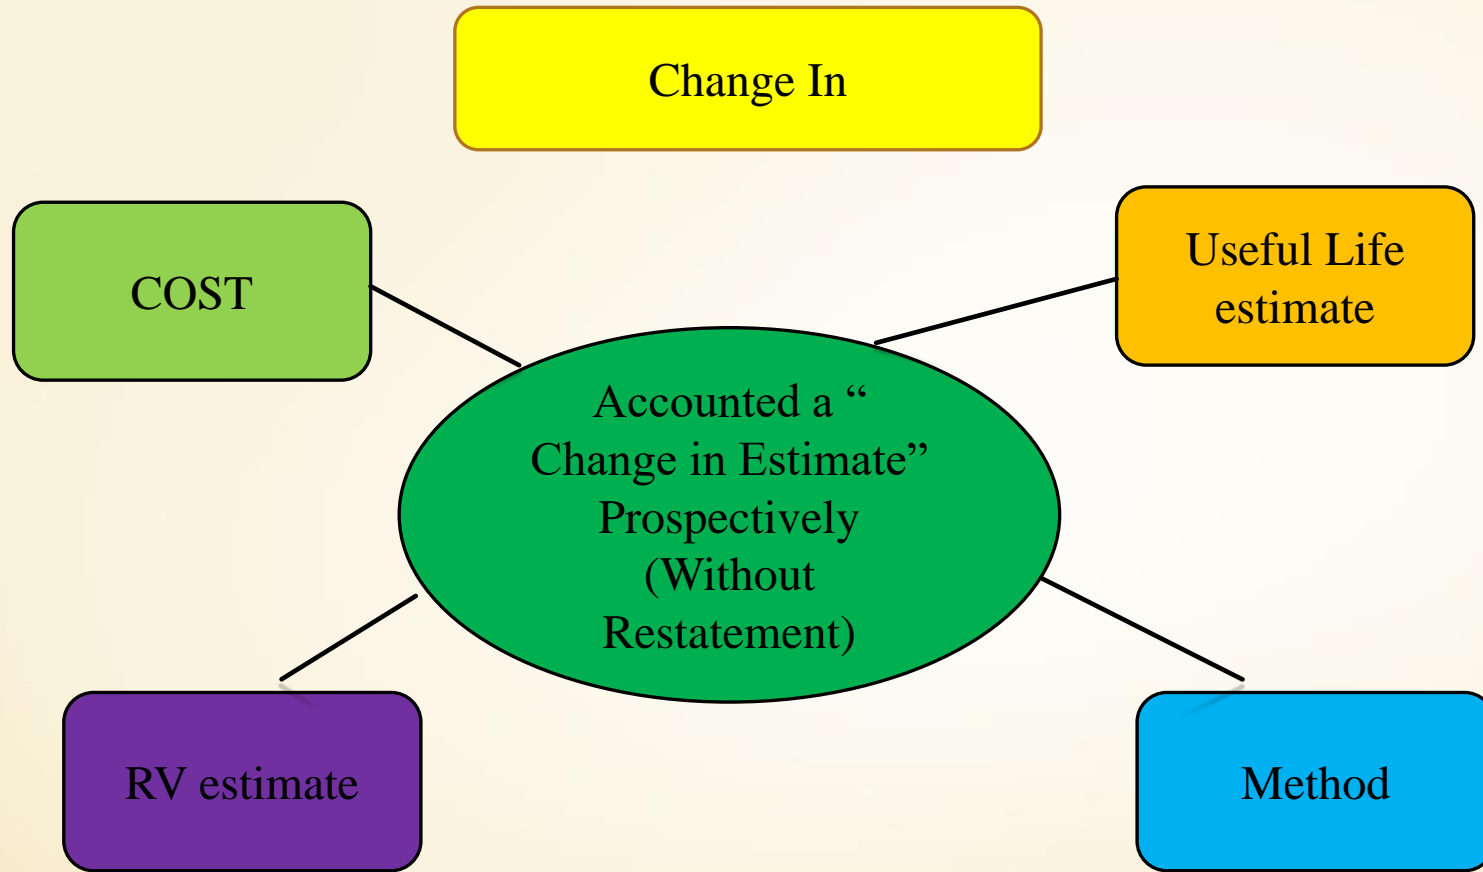 Change In
COST
Useful Life
estimate
Accounted a “
Change in Estimate”
Prospectively
(Without
Restatement)
RV estimate
Method